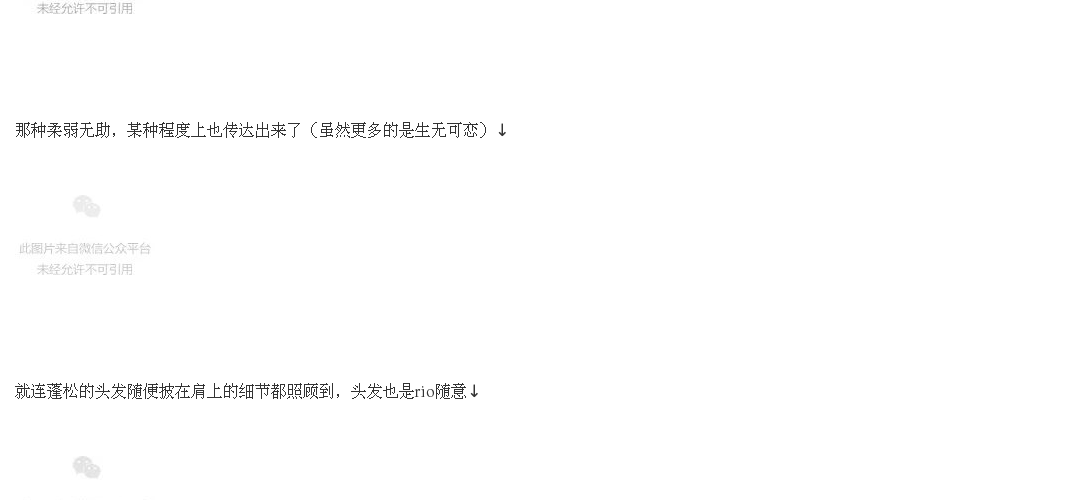 未经允许不可引用
那种柔弱无助，某种程度上也传达出来了（虽然更多的是生无可恋）↓
此图片来自微信公众平台
未经允许不可引用
就连蓬松的头发随便披在肩上的细节都照顾到，头发也是rio随意↓